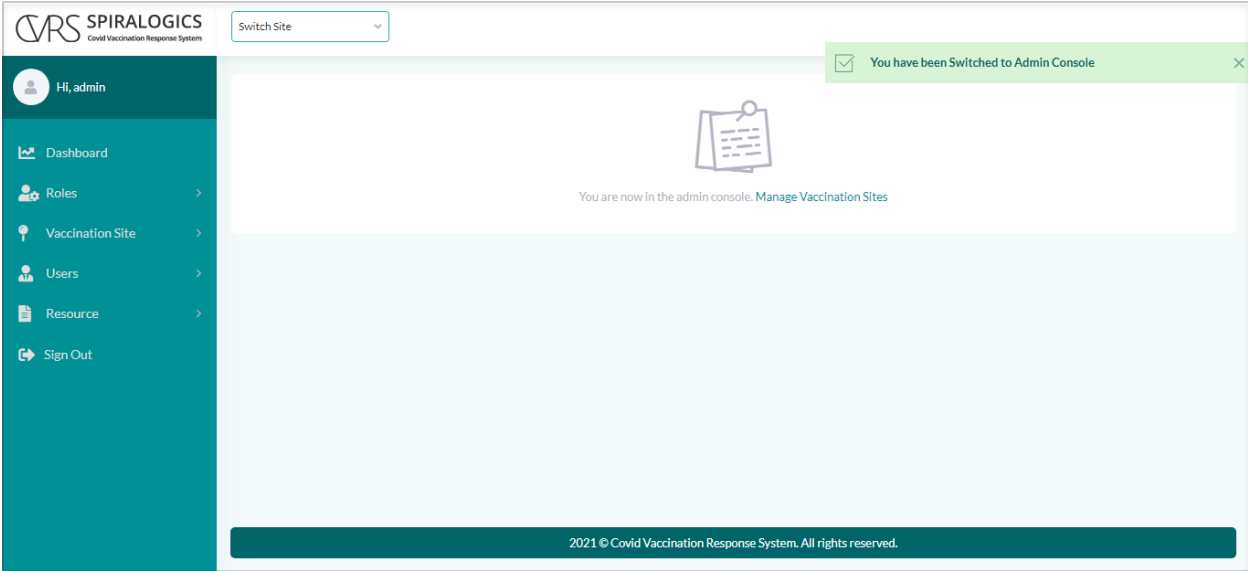 CVRS SPIRALOGICS
Covid Vaccination Response System
Switch Site
You have been Switched to Admin Console
Hi, admin
Dashboard
Roles
Vaccination Site
Users
Resource
Sign Out
You are now in the admin console. Manage Vaccination Sites
2021 © Covid Vaccination Response System. All rights reserved.